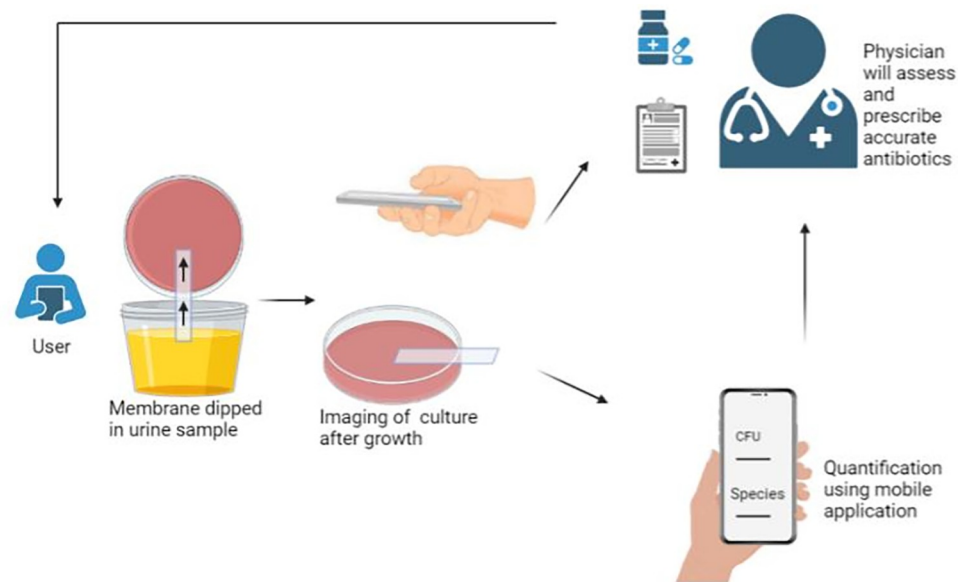 Physician
will assess
and
prescribe
accurate
antibiotics
User
Membrane dipped
in urine sample
Imaging of culture
after growth
CFU
Species
Quantification
using mobile
application